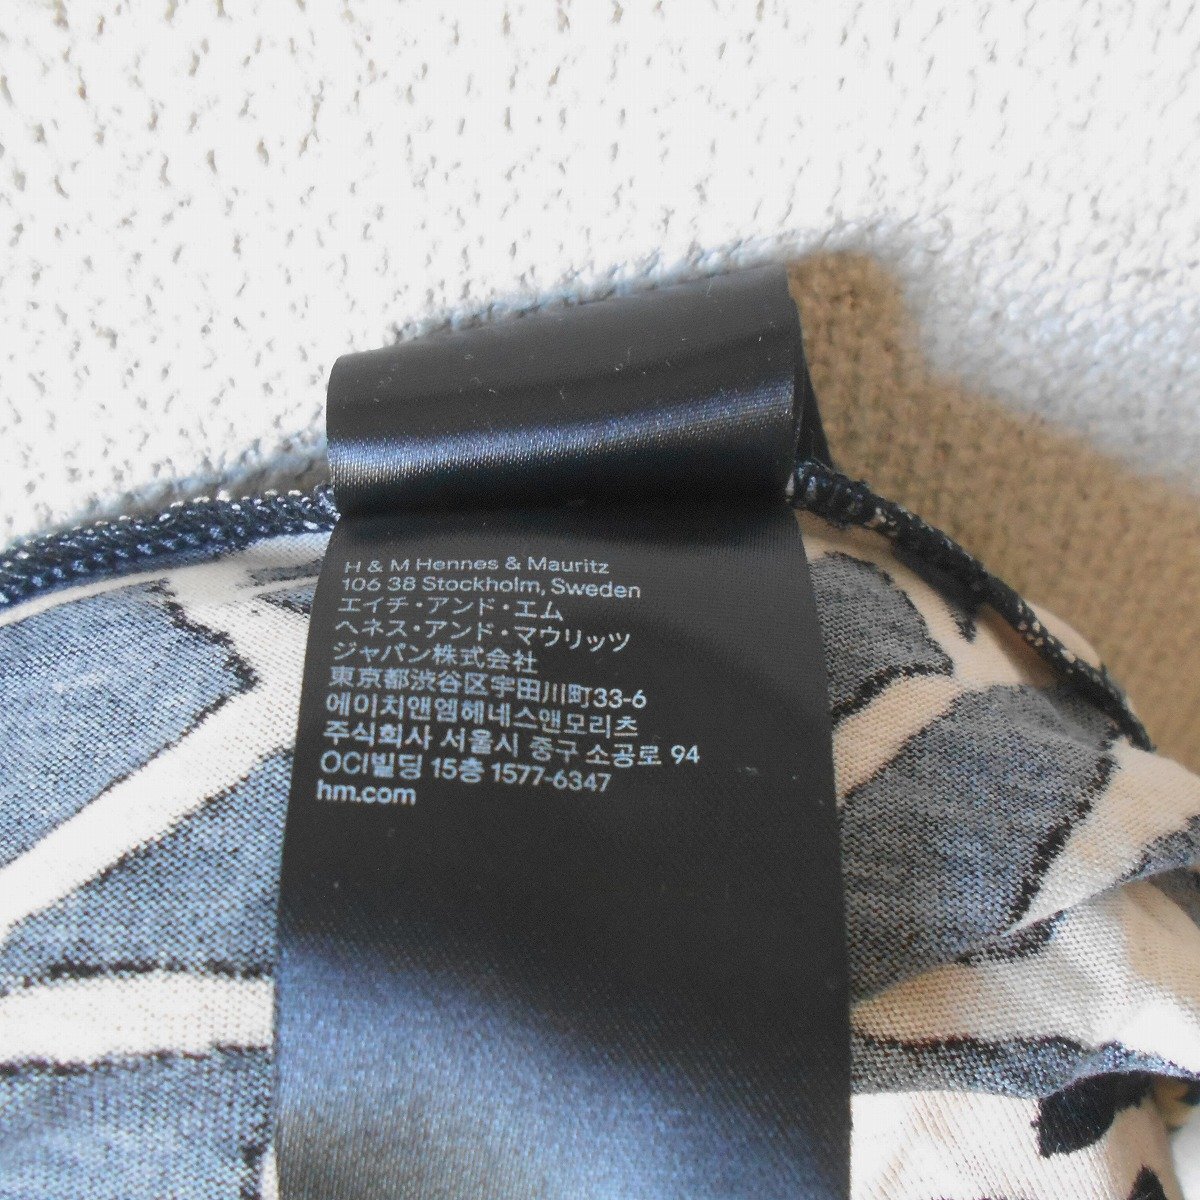 H & M Hennes & Mauritz
106 38 Stockholm, Sweden
エイチ・アンド・エム
ヘネス・アンド・マウリッツ
ジャパン株式会社
東京都渋谷区宇田川町33-6
에이치앤엠헤네스앤모리츠
주식회사 서울시 중구 소공로 94
OCI빌딩 15층 1577-6347
hm.com